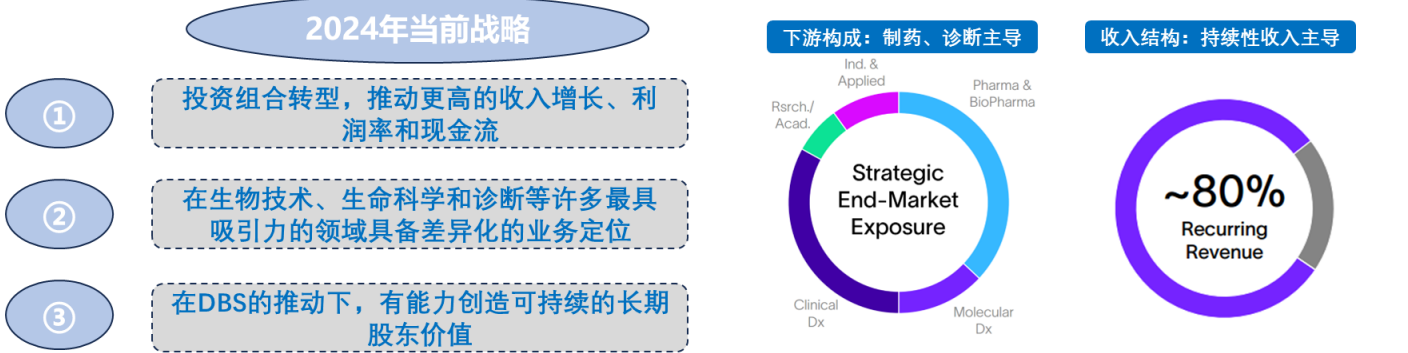 2024年当前战略
①
投资组合转型，推动更高的收入增长、利
润率和现金流
②
在生物技术、生命科学和诊断等许多最具
吸引力的领域具备差异化的业务定位
③
在DBS的推动下，有能力创造可持续的长期
股东价值
下游构成：制药、诊断主导
Ind. &
Applied
Pharma &
BioPharma
Rsrch./
Acad.
Strategic
End-Market
Exposure
Clinical
Dx
Molecular
Dx
收入结构：持续性收入主导
~80%
Recurring
Revenue